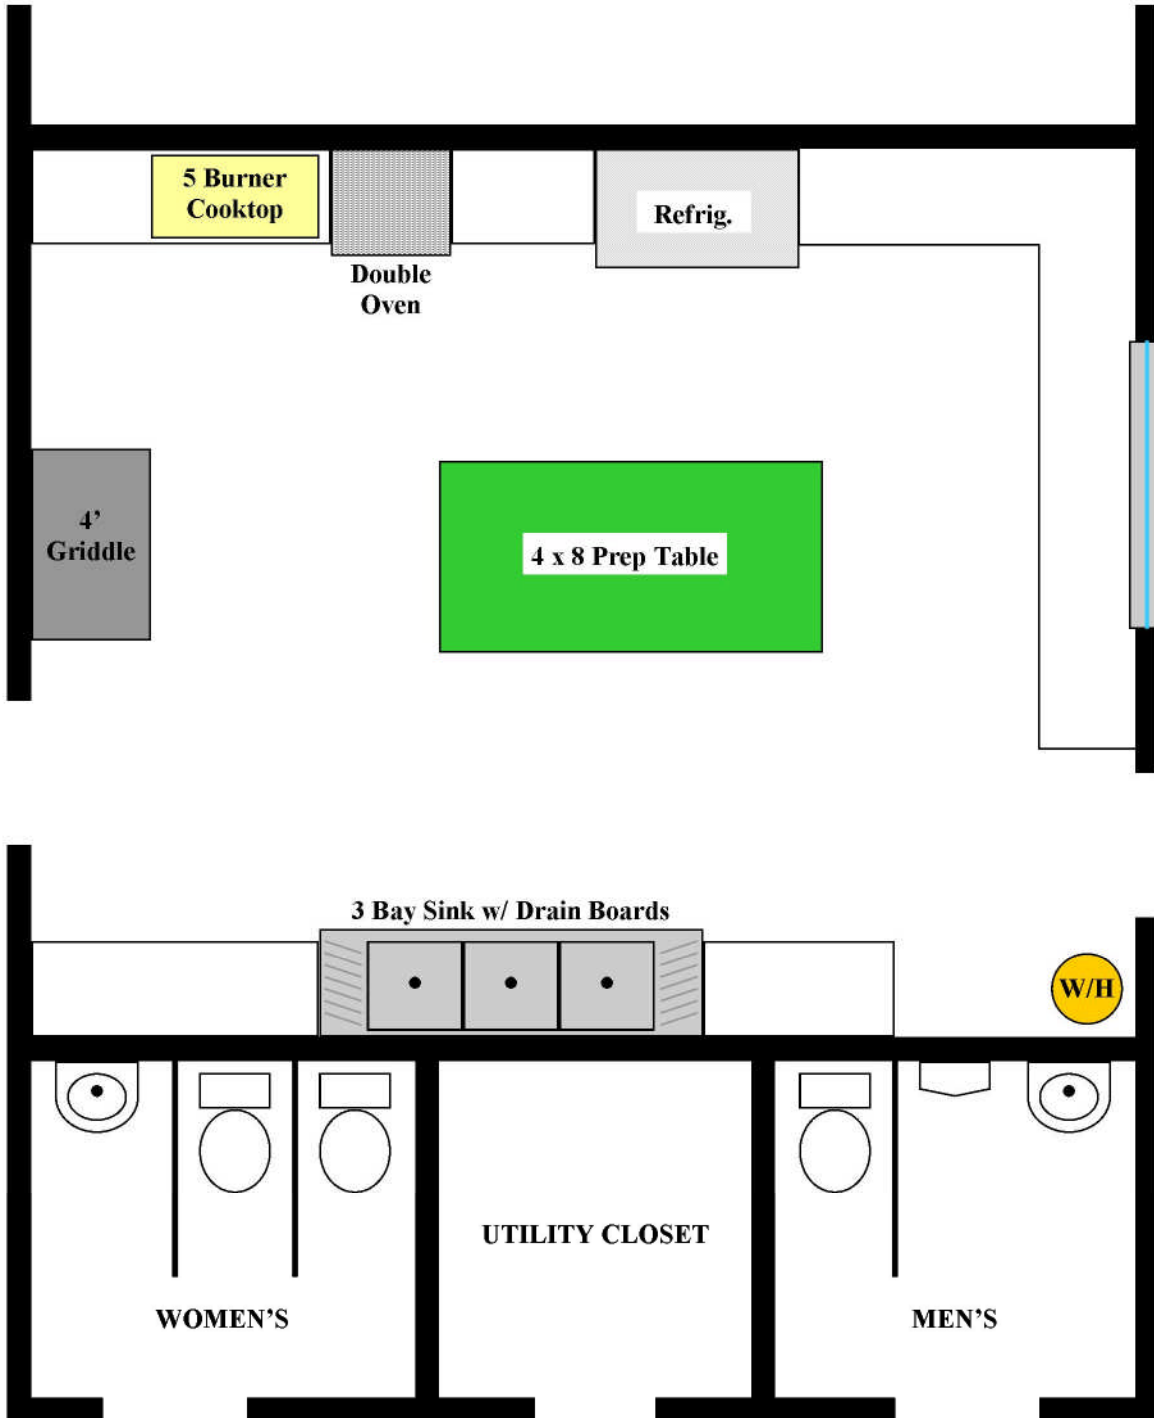 5 Burner
Cooktop
Refrig.
Double
Oven
4’
Griddle
4 x 8 Prep Table
3 Bay Sink w/ Drain Boards
W/H
UTILITY CLOSET
WOMEN’S
MEN’S